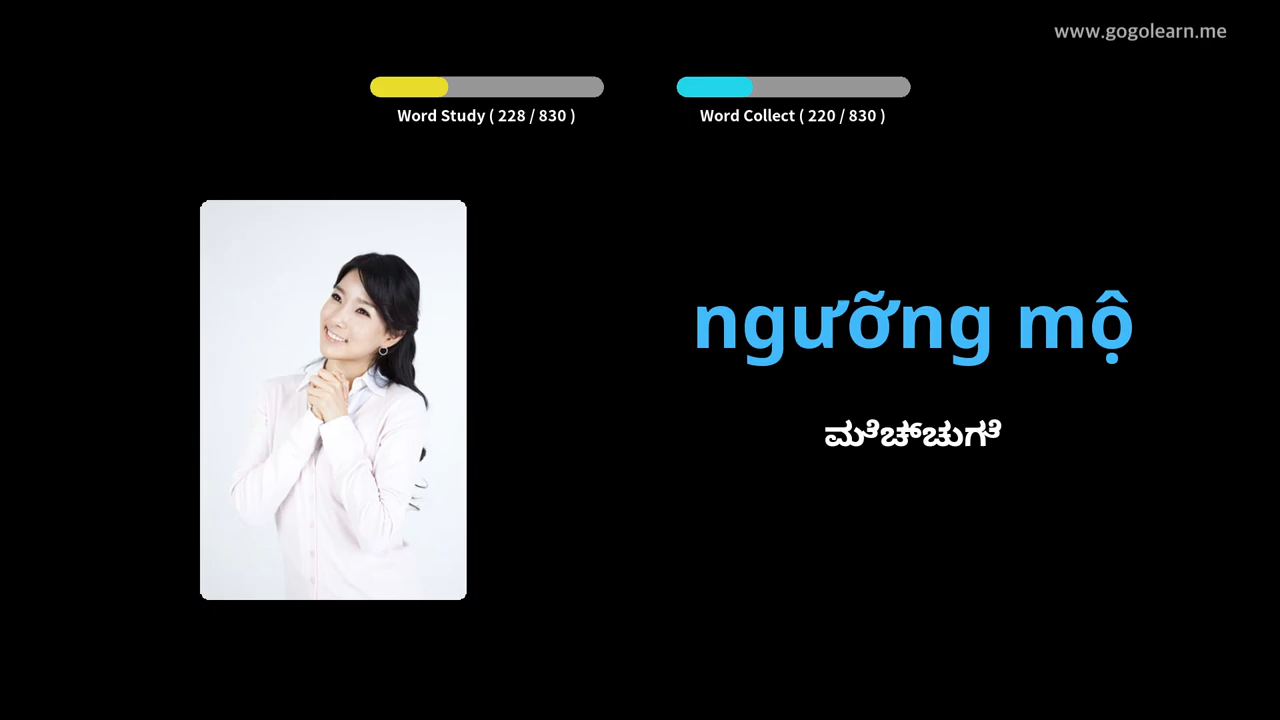 www.gogolearn.me
Word Study ( 228 / 830 )
Word Collect ( 220 / 830 )
ngưỡng mộ
ಮೆಚ್ಚುಗೆ